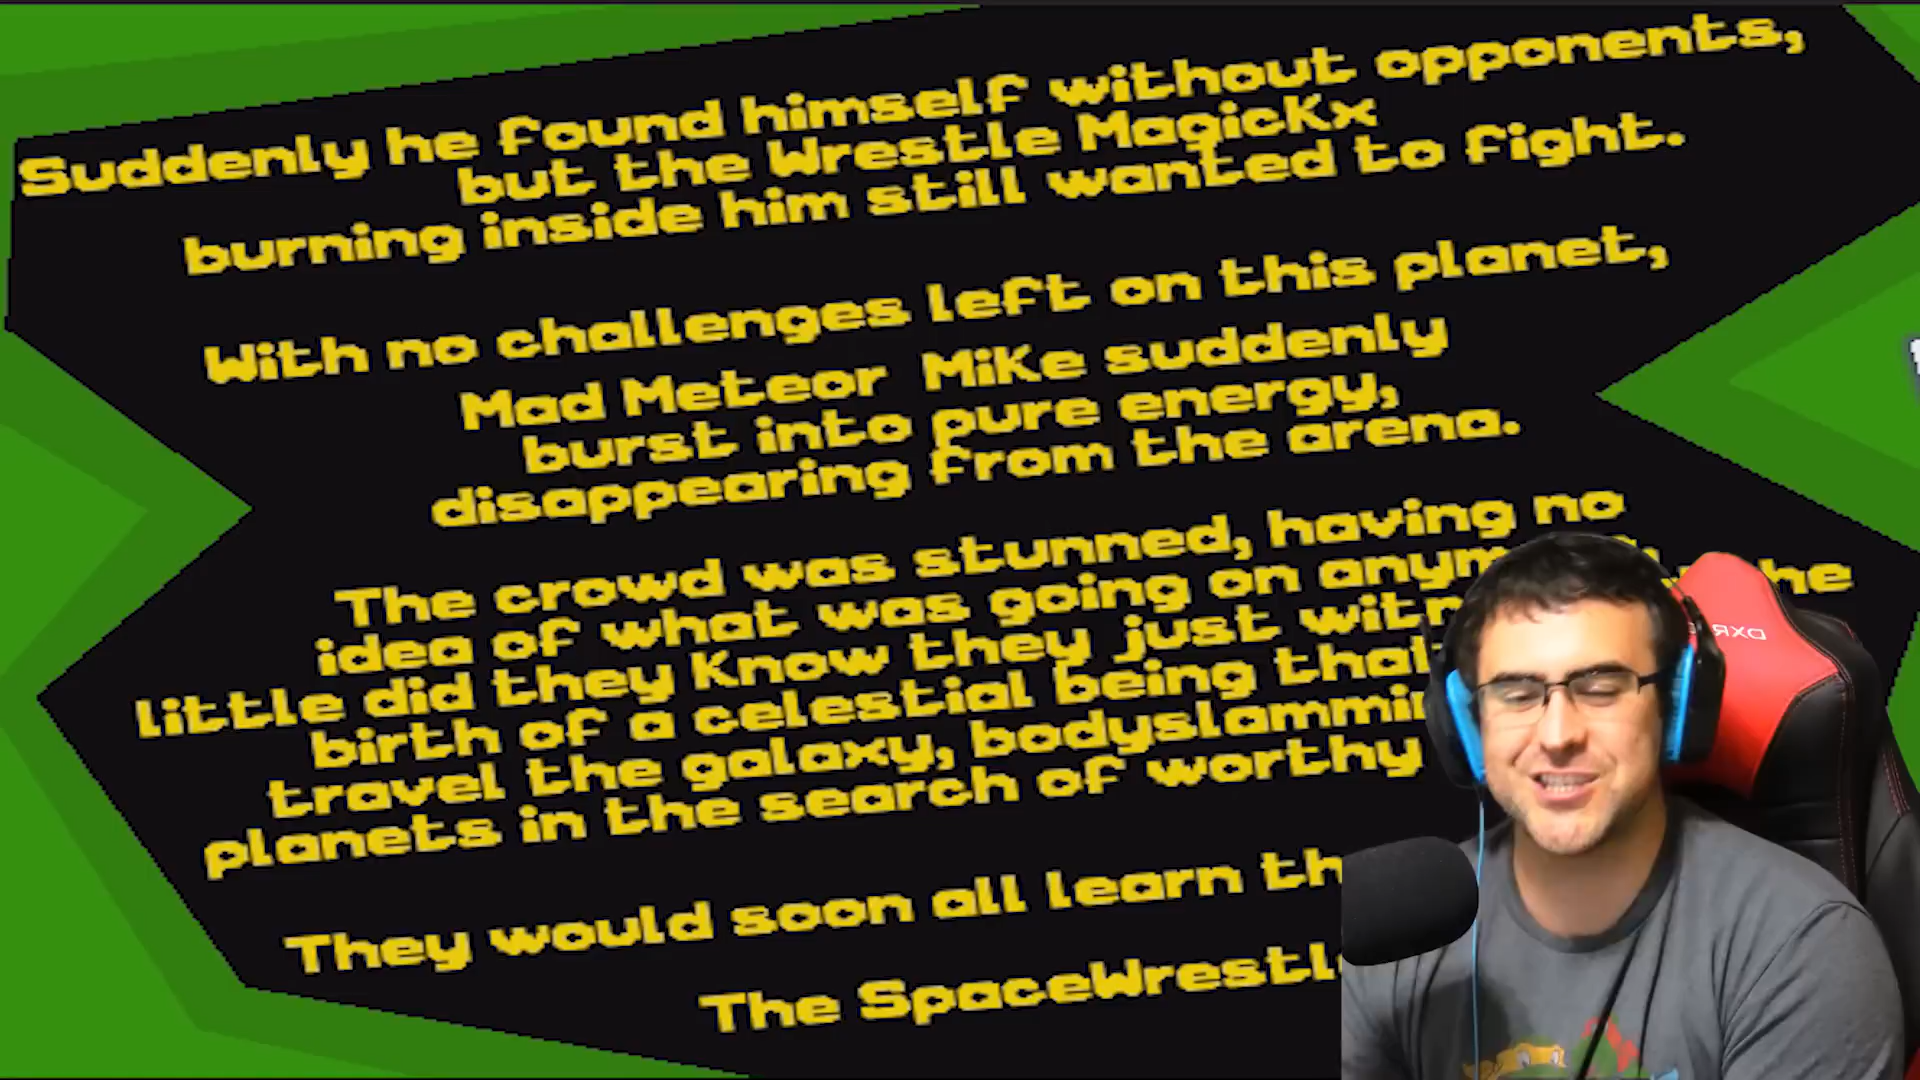 Suddenly he found himself without opponents,
but the Wrestle MagicKx
burning inside him still wanted to fight.
With no challenges left on this planet,
Mad Meteor MiKe suddenly
burst into pure energy,
disappearing from the arena.
The crowd was stunned, having no
idea of what was going on
little did they Know they just
birth of a celestial being that
travel the galaxy,
planets in the search of worthy
They would soon all learn
The
DXR